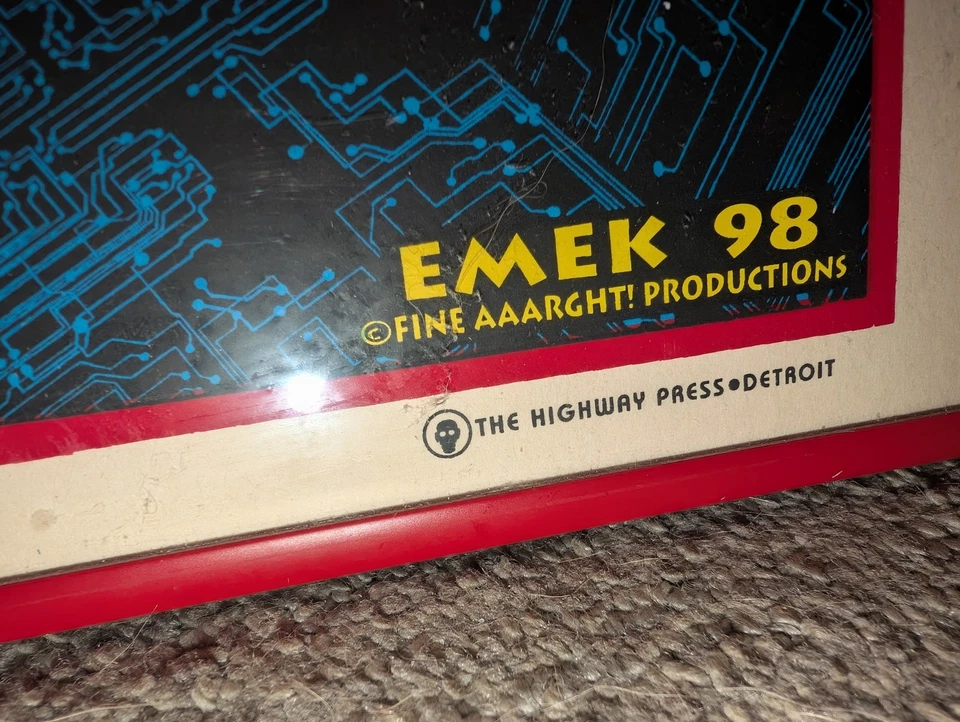 EMEK 98
©FINE AAARGHT! PRODUCTIONS
THE HIGHWAY PRESS•DETROIT